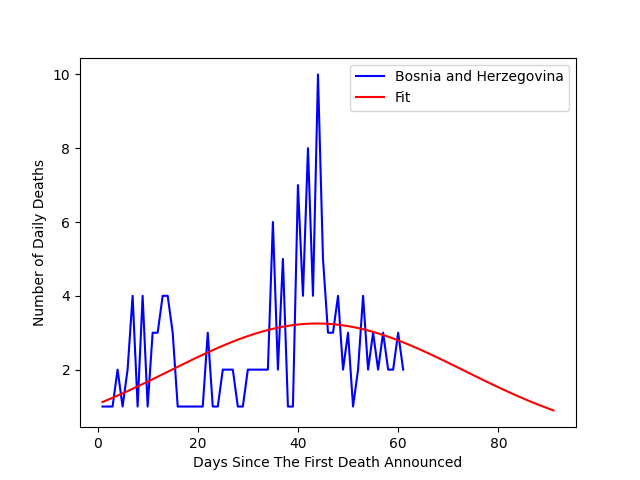 Bosnia and Herzegovina
Fit
Number of Daily Deaths
10
8
6
4
2
0
20
40
60
80
Days Since The First Death Announced